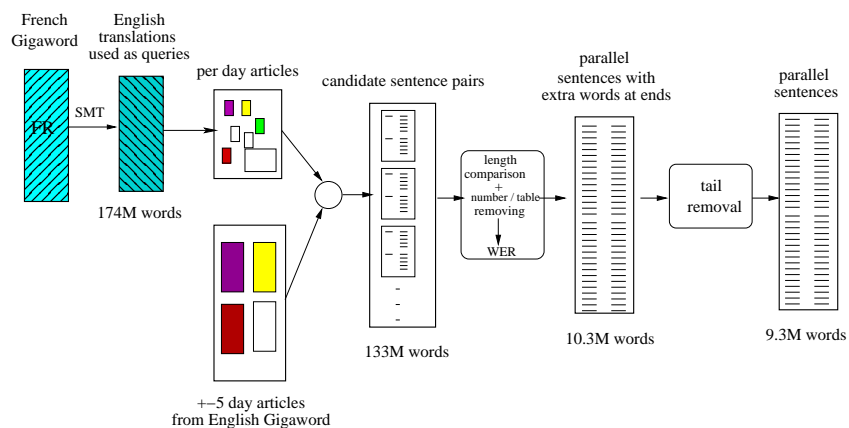 French
Gigaword
English
translations
used as queries
per day articles
candidate sentence pairs
parallel
sentences with
extra words at ends
parallel
sentences
FR
SMT
174M words
length
comparison
+
number / table
removing
WER
tail
removal
133M words
10.3M words
9.3M words
+−5 day articles
from English Gigaword